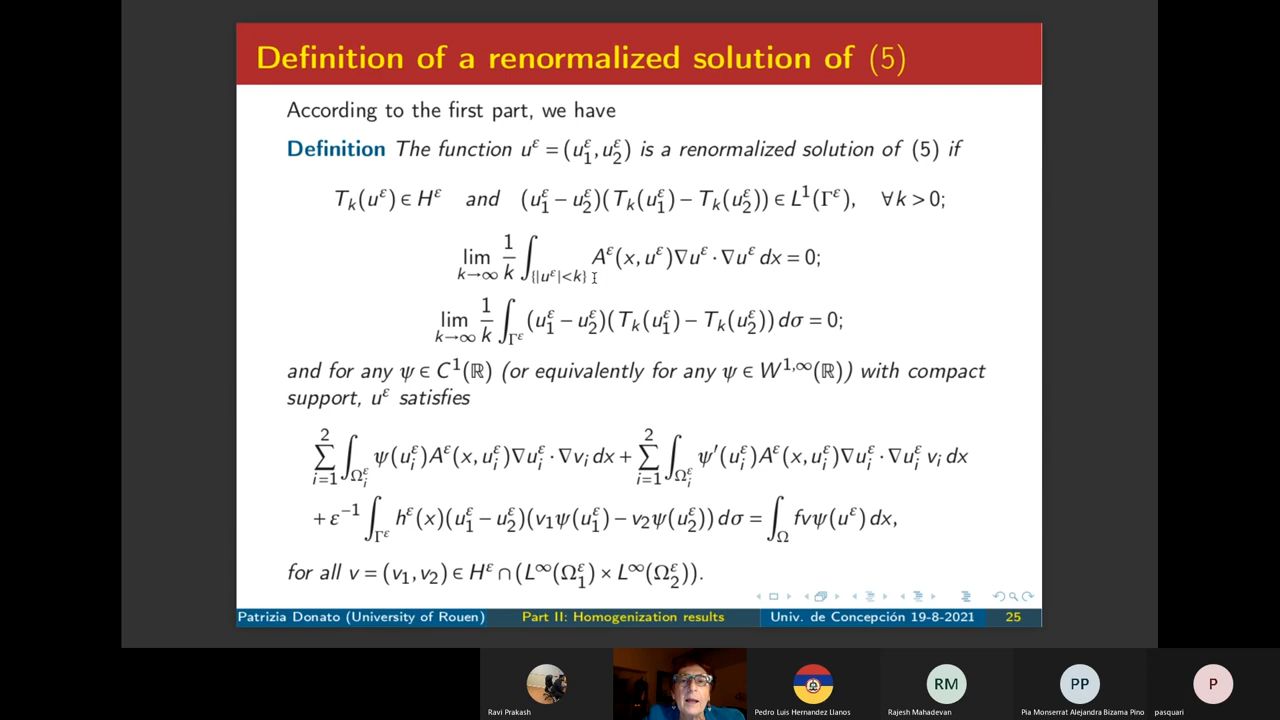 Definition of a renormalized solution of (5)
According to the first part, we have
Definition The function u^ε = (u_1^ε, u_2^ε) is a renormalized solution of (5) if
T_k(u^ε) ∈ H^ε and (u_1^ε − u_2^ε)(T_k(u_1^ε) − T_k(u_2^ε)) ∈ L^1(Γ^ε), ∀k > 0;
lim_{k→∞} 1/k ∫_{{|u^ε|<k}} A^ε(x, u^ε)∇u^ε · ∇u^ε dx = 0;
lim_{k→∞} 1/k ∫_{Γ^ε} (u_1^ε − u_2^ε)(T_k(u_1^ε) − T_k(u_2^ε)) dσ = 0;
and for any ψ ∈ C^1(ℝ) (or equivalently for any ψ ∈ W^{1,∞}(ℝ)) with compact
support, u^ε satisfies
∑_{i=1}^2 ∫_{Ω_i^ε} ψ(u_i^ε)A^ε(x, u_i^ε)∇u_i^ε · ∇v_i dx + ∑_{i=1}^2 ∫_{Ω_i^ε} ψ′(u_i^ε)A^ε(x, u_i^ε)∇u_i^ε · ∇u_i^ε v_i dx
+ε^{−1} ∫_{Γ^ε} h^ε(x)(u_1^ε − u_2^ε)(v_1ψ(u_1^ε) − v_2ψ(u_2^ε)) dσ = ∫_Ω fvψ(u^ε) dx,
for all v = (v_1, v_2) ∈ H^ε ∩ (L^∞(Ω_1^ε) × L^∞(Ω_2^ε)).
Patrizia Donato (University of Rouen) Part II: Homogenization results Univ. de Concepción 19-8-2021 25
RM PP P
Ravi Prakash Pedro Luis Hernandez Llanos Rajesh Mahadevan Pia Monserrat Alejandra Bizama Pino pasquari